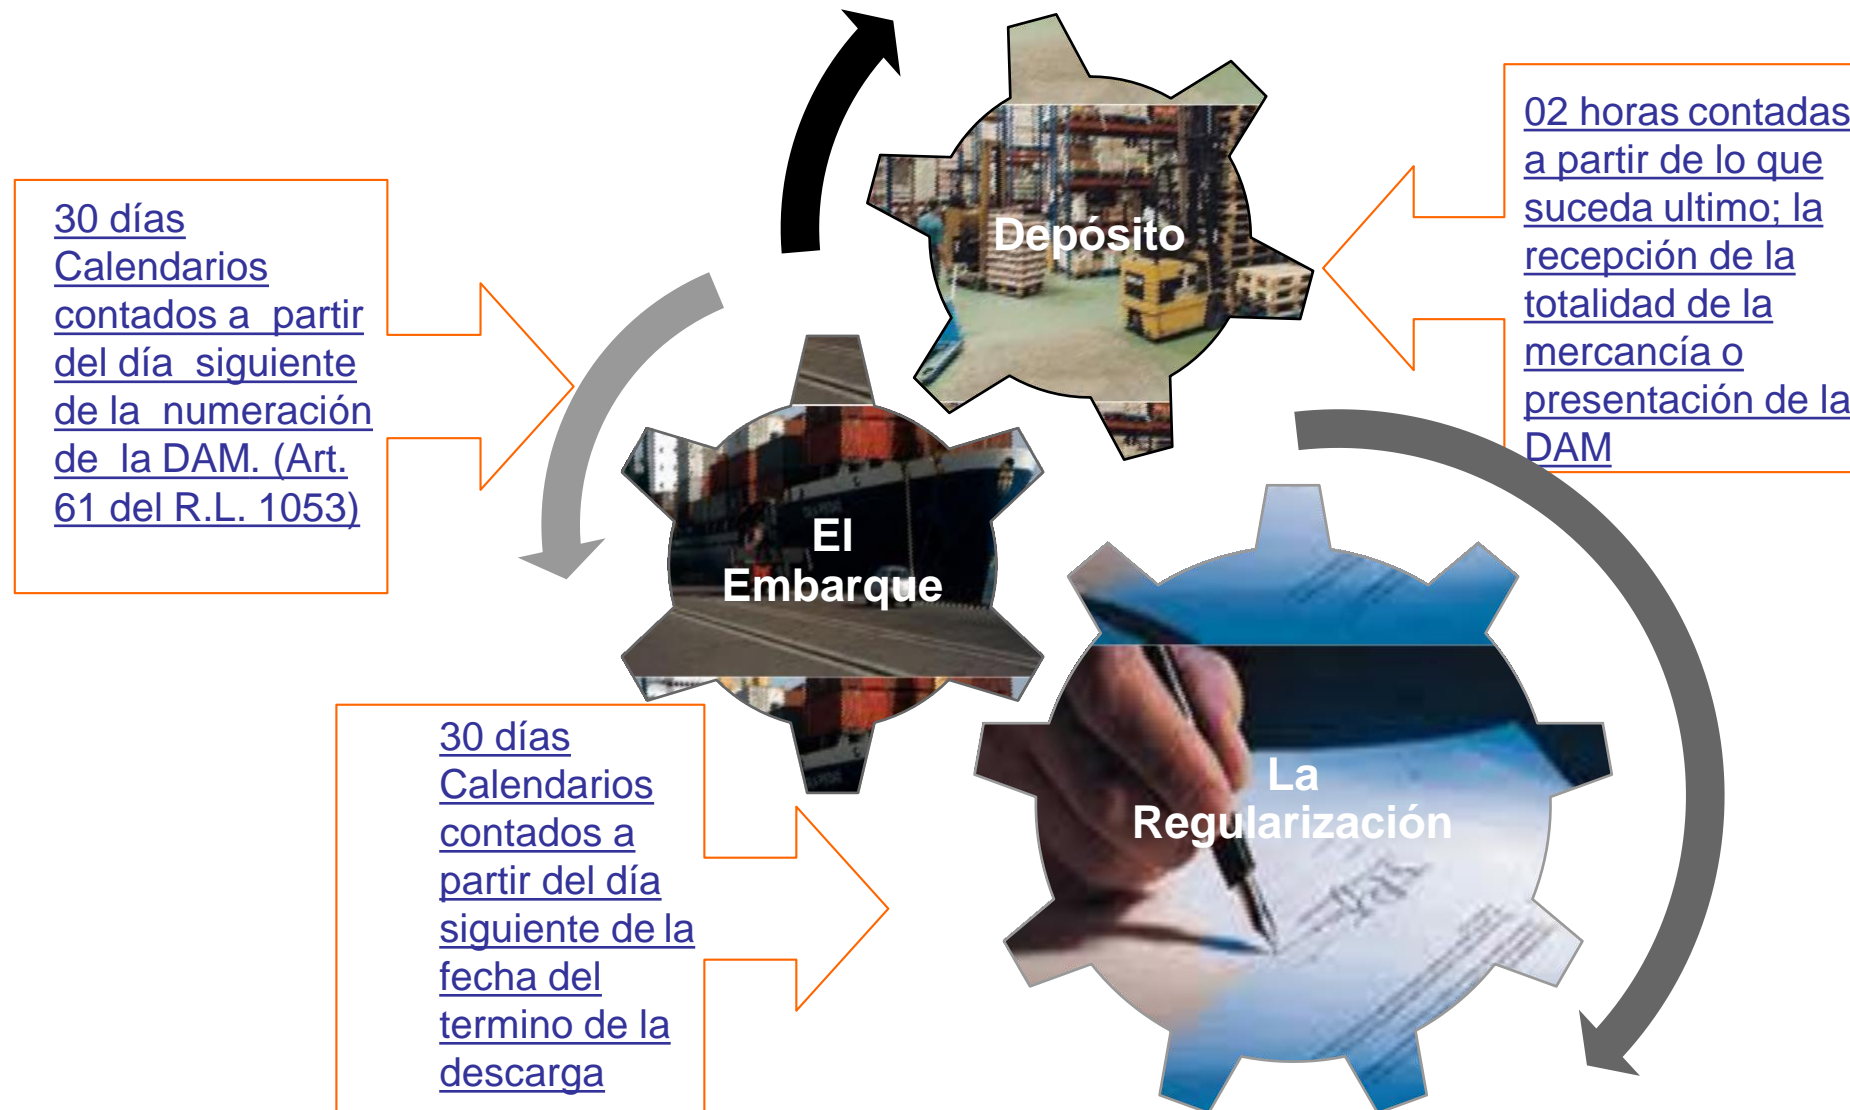 30 días
Calendarios
contados a partir
del día siguiente
de la numeración
de la DAM. (Art.
61 del R.L. 1053)
Depósito
02 horas contadas
a partir de lo que
suceda ultimo; la
recepción de la
totalidad de la
mercancía o
presentación de la
DAM
El
Embarque
30 días
Calendarios
contados a
partir del día
siguiente de la
fecha del
termino de la
descarga
La
Regularización